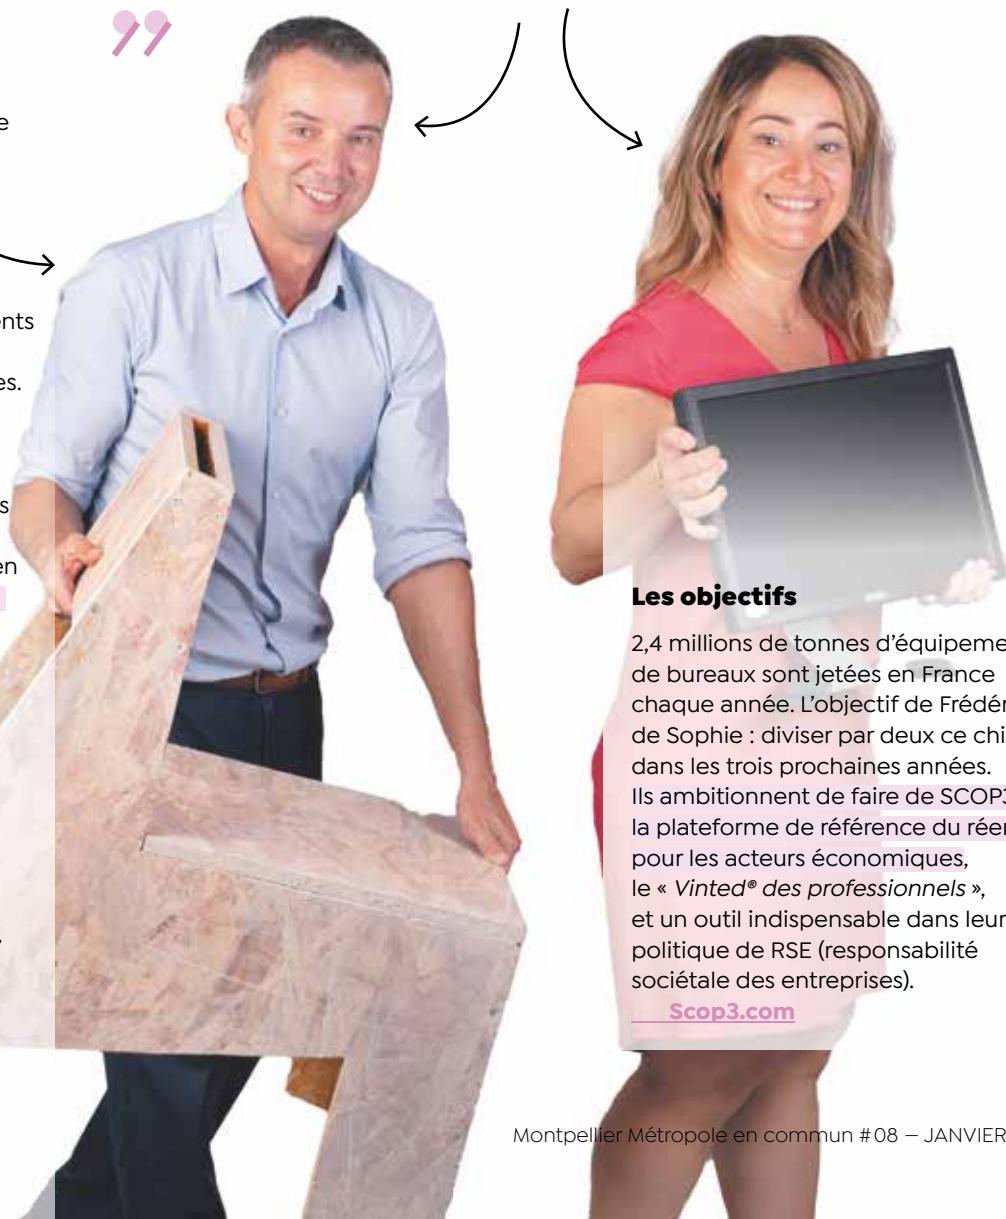 ”
e
ents
es.
s
en
Les objectifs
2,4 millions de tonnes d’équipeme
de bureaux sont jetées en France
chaque année. L’objectif de Frédér
de Sophie : diviser par deux ce chi
dans les trois prochaines années.
Ils ambitionnent de faire de SCOP3
la plateforme de référence du réem
pour les acteurs économiques,
le « Vinted® des professionnels »,
et un outil indispensable dans leur
politique de RSE (responsabilité
sociétale des entreprises).
Scop3.com
Montpellier Métropole en commun #08 – JANVIER